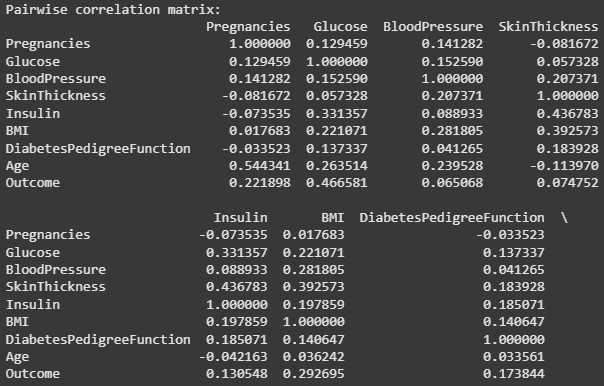 Pairwise correlation matrix:
                          Pregnancies   Glucose  BloodPressure  SkinThickness
Pregnancies                  1.000000  0.129459       0.141282      -0.081672
Glucose                      0.129459  1.000000       0.152590       0.057328
BloodPressure                0.141282  0.152590       1.000000       0.207371
SkinThickness               -0.081672  0.057328       0.207371       1.000000
Insulin                     -0.073535  0.331357       0.088933       0.436783
BMI                          0.017683  0.221071       0.281805       0.392573
DiabetesPedigreeFunction    -0.033523  0.137337       0.041265       0.183928
Age                          0.544341  0.263514       0.239528      -0.113970
Outcome                      0.221898  0.466581       0.065068       0.074752
                           Insulin       BMI  DiabetesPedigreeFunction  \
Pregnancies              -0.073535  0.017683                 -0.033523
Glucose                   0.331357  0.221071                  0.137337
BloodPressure             0.088933  0.281805                  0.041265
SkinThickness             0.436783  0.392573                  0.183928
Insulin                   1.000000  0.197859                  0.185071
BMI                       0.197859  1.000000                  0.140647
DiabetesPedigreeFunction  0.185071  0.140647                  1.000000
Age                      -0.042163  0.036242                  0.033561
Outcome                   0.130548  0.292695                  0.173844